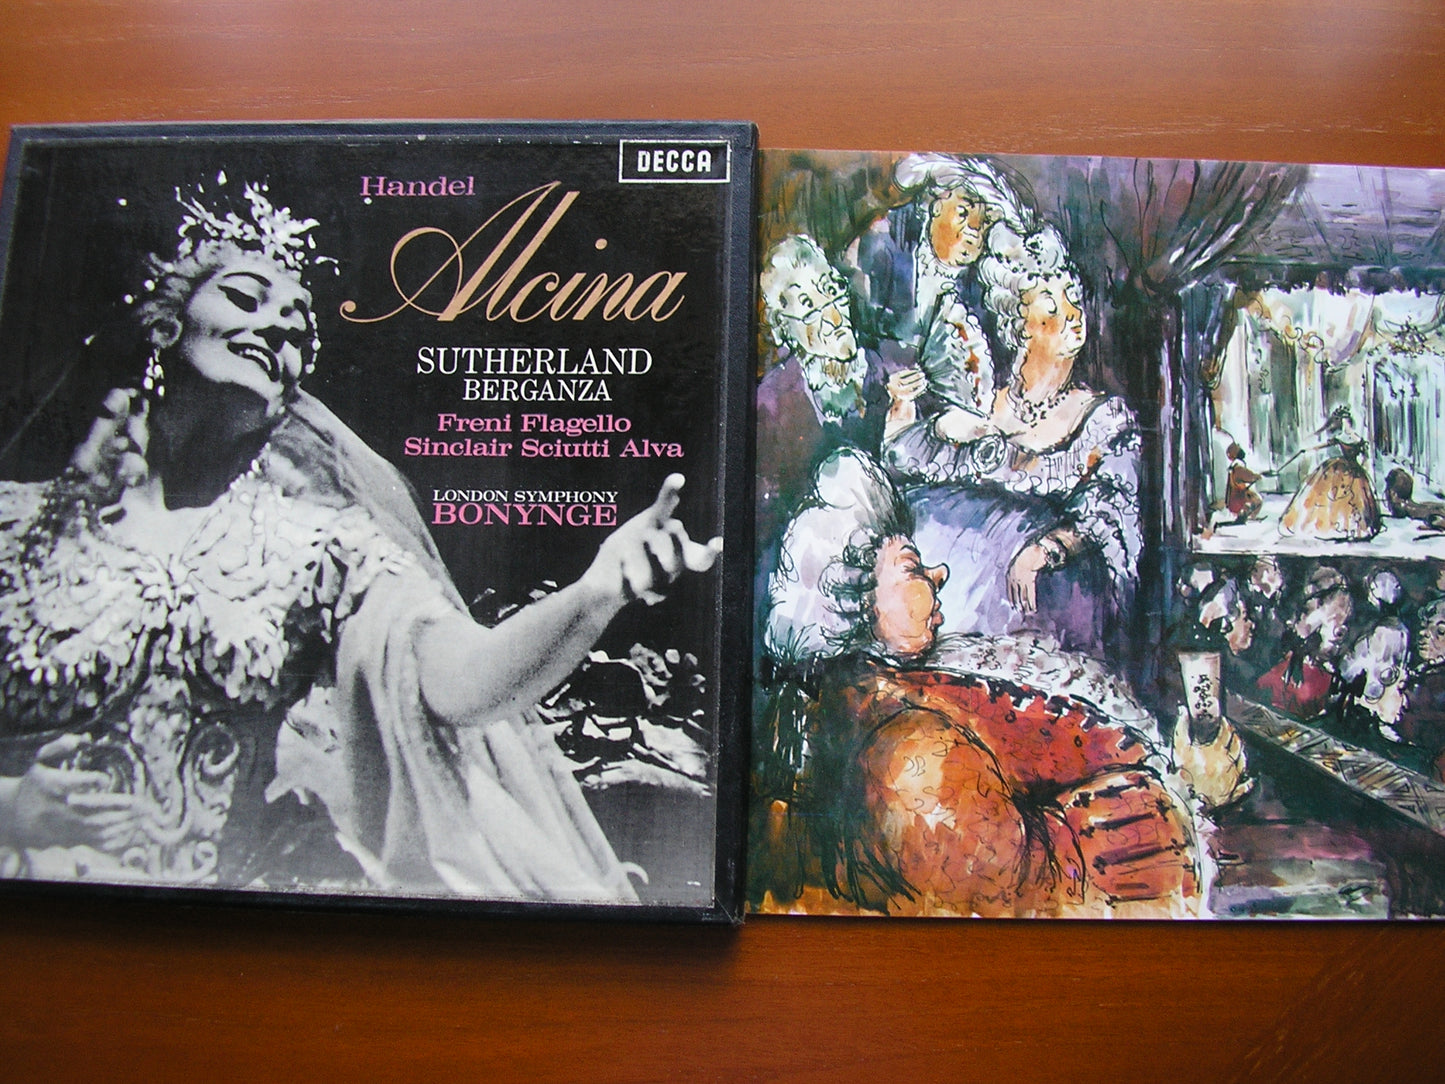 DECCA
Handel
Alcina
SUTHERLAND
BERGANZA
Freni Flagello
Sinclair Sciutti Alva
LONDON SYMPHONY
BONYNGE